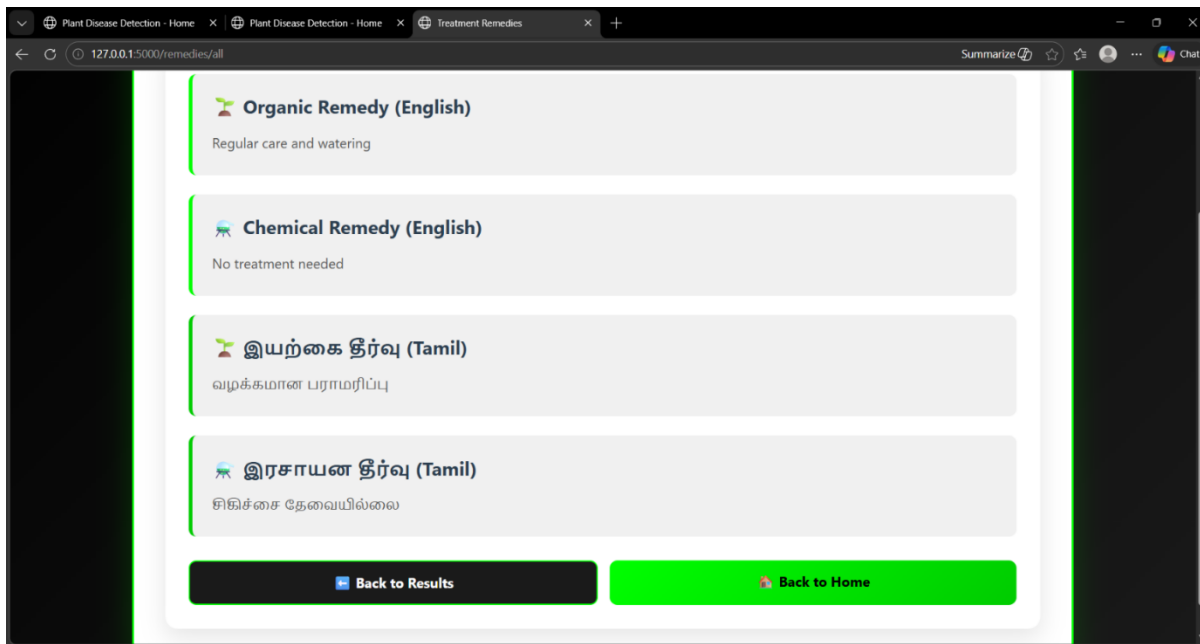 Plant Disease Detection - Home
Plant Disease Detection - Home
Treatment Remedies
127.0.0.1:5000/remedies/all
Summarize
Chat
Organic Remedy (English)
Regular care and watering
Chemical Remedy (English)
No treatment needed
இயற்கை தீர்வு (Tamil)
வழக்கமான பராமரிப்பு
இரசாயன தீர்வு (Tamil)
சிகிச்சை தேவையில்லை
Back to Results
Back to Home